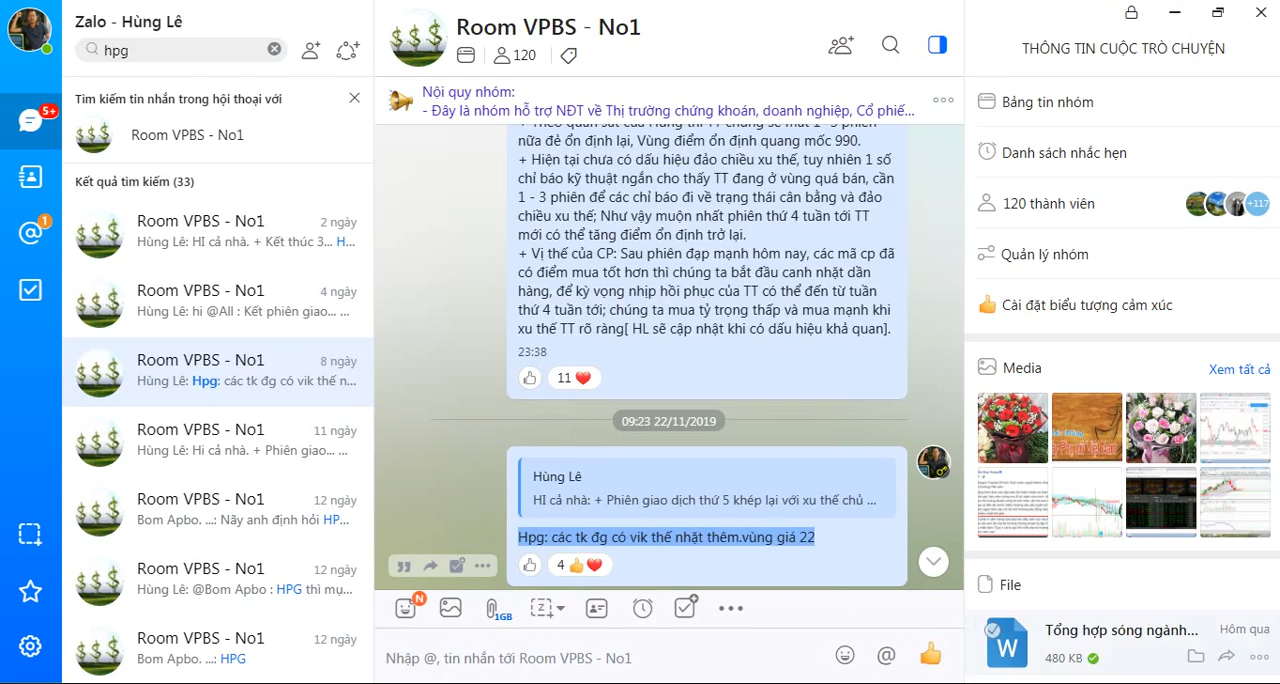 Zalo - Hùng Lê
hpg
5+
1
Tìm kiếm tin nhắn trong hội thoại với
Room VPBS - No1
Kết quả tìm kiếm (33)
Room VPBS - No1
2 ngày
Hùng Lê: HI cả nhà. + Kết thúc 3... H...
Room VPBS - No1
4 ngày
Hùng Lê: hi @All : Kết phiên giao... ...
Room VPBS - No1
8 ngày
Hùng Lê: Hpg: các tk đg có vik thế n...
Room VPBS - No1
11 ngày
Hùng Lê: Hi cả nhà. + Phiên giao... ...
Room VPBS - No1
12 ngày
Bom Apbo. ...: Nãy anh định hỏi HP...
Room VPBS - No1
12 ngày
Hùng Lê: @Bom Apbo : HPG thì mụ...
Room VPBS - No1
12 ngày
Bom Apbo. ...: HPG
Room VPBS - No1
120
Nội quy nhóm:
- Đây là nhóm hỗ trợ NĐT về Thị trường chứng khoán, doanh nghiệp, Cổ phiế...
+ Theo quan sát của Hùng thì TT chung sẽ mất 1- 3 phiên
nữa đẻ ổn định lại, Vùng điểm ổn định quang mốc 990.
+ Hiện tại chưa có dấu hiệu đảo chiều xu thế, tuy nhiên 1 số
chỉ báo kỹ thuật ngắn cho thấy TT đang ở vùng quá bán, cần
1 - 3 phiên để các chỉ báo đi về trạng thái cân bằng và đảo
chiều xu thế; Như vậy muộn nhất phiên thứ 4 tuần tới TT
mới có thể tăng điểm ổn định trở lại.
+ Vị thế của CP: Sau phiên đạp mạnh hôm nay, các mã cp đã
có điểm mua tốt hơn thì chúng ta bắt đầu canh nhặt dần
hàng, để kỳ vọng nhịp hồi phục của TT có thể đến từ tuần
thứ 4 tuần tới; chúng ta mua tỷ trọng thấp và mua mạnh khi
xu thế TT rõ ràng[ HL sẽ cập nhật khi có dấu hiệu khả quan].
23:38
11
09:23 22/11/2019
Hùng Lê
HI cả nhà: + Phiên giao dịch thứ 5 khép lại với xu thế chủ ...
Hpg: các tk đg có vik thế nhặt thêm.vùng giá 22
4
N
1GB
Nhập @, tin nhắn tới Room VPBS - No1
THÔNG TIN CUỘC TRÒ CHUYỆN
Bảng tin nhóm
Danh sách nhắc hẹn
120 thành viên
+117
Quản lý nhóm
Cài đặt biểu tượng cảm xúc
Media
Xem tất cả
File
W
Tổng hợp sóng ngành...
Hôm qua
480 KB